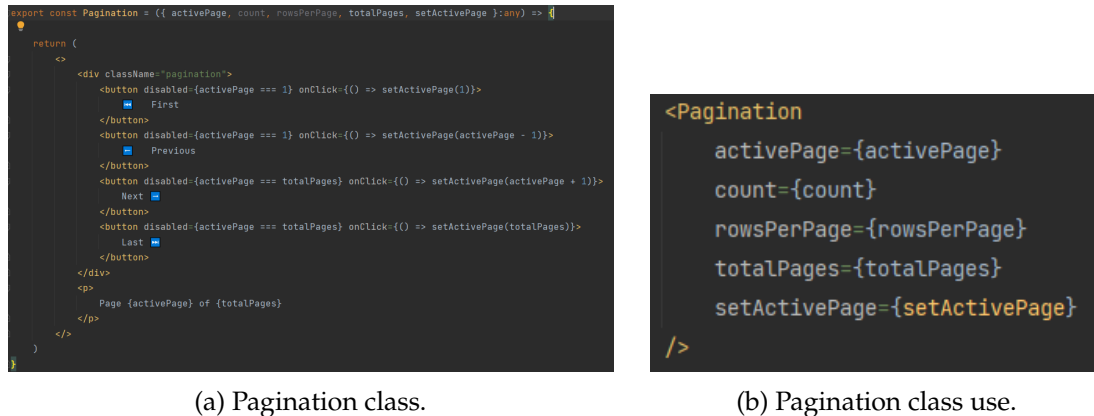 export const Pagination = ({ activePage, count, rowsPerPage, totalPages, setActivePage }:any) => {
return (
<>
<div className="pagination">
<button disabled={activePage === 1} onClick={() => setActivePage(1)}>
⏮ First
</button>
<button disabled={activePage === 1} onClick={() => setActivePage(activePage - 1)}>
⬅ Previous
</button>
<button disabled={activePage === totalPages} onClick={() => setActivePage(activePage + 1)}>
Next ➡
</button>
<button disabled={activePage === totalPages} onClick={() => setActivePage(totalPages)}>
Last ⏭
</button>
</div>
<p>
Page {activePage} of {totalPages}
</p>
</>
)
}
(a) Pagination class.
<Pagination
activePage={activePage}
count={count}
rowsPerPage={rowsPerPage}
totalPages={totalPages}
setActivePage={setActivePage}
/>
(b) Pagination class use.